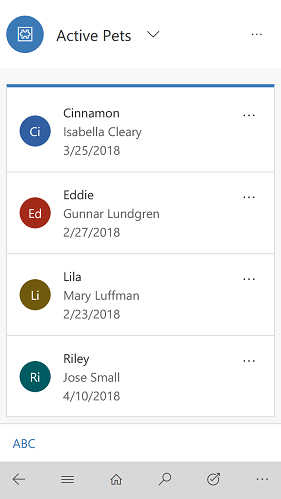 Active Pets
Ci
Cinnamon
Isabella Cleary
3/25/2018
Ed
Eddie
Gunnar Lundgren
2/27/2018
Li
Lila
Mary Luffman
2/23/2018
Ri
Riley
Jose Small
4/10/2018
ABC